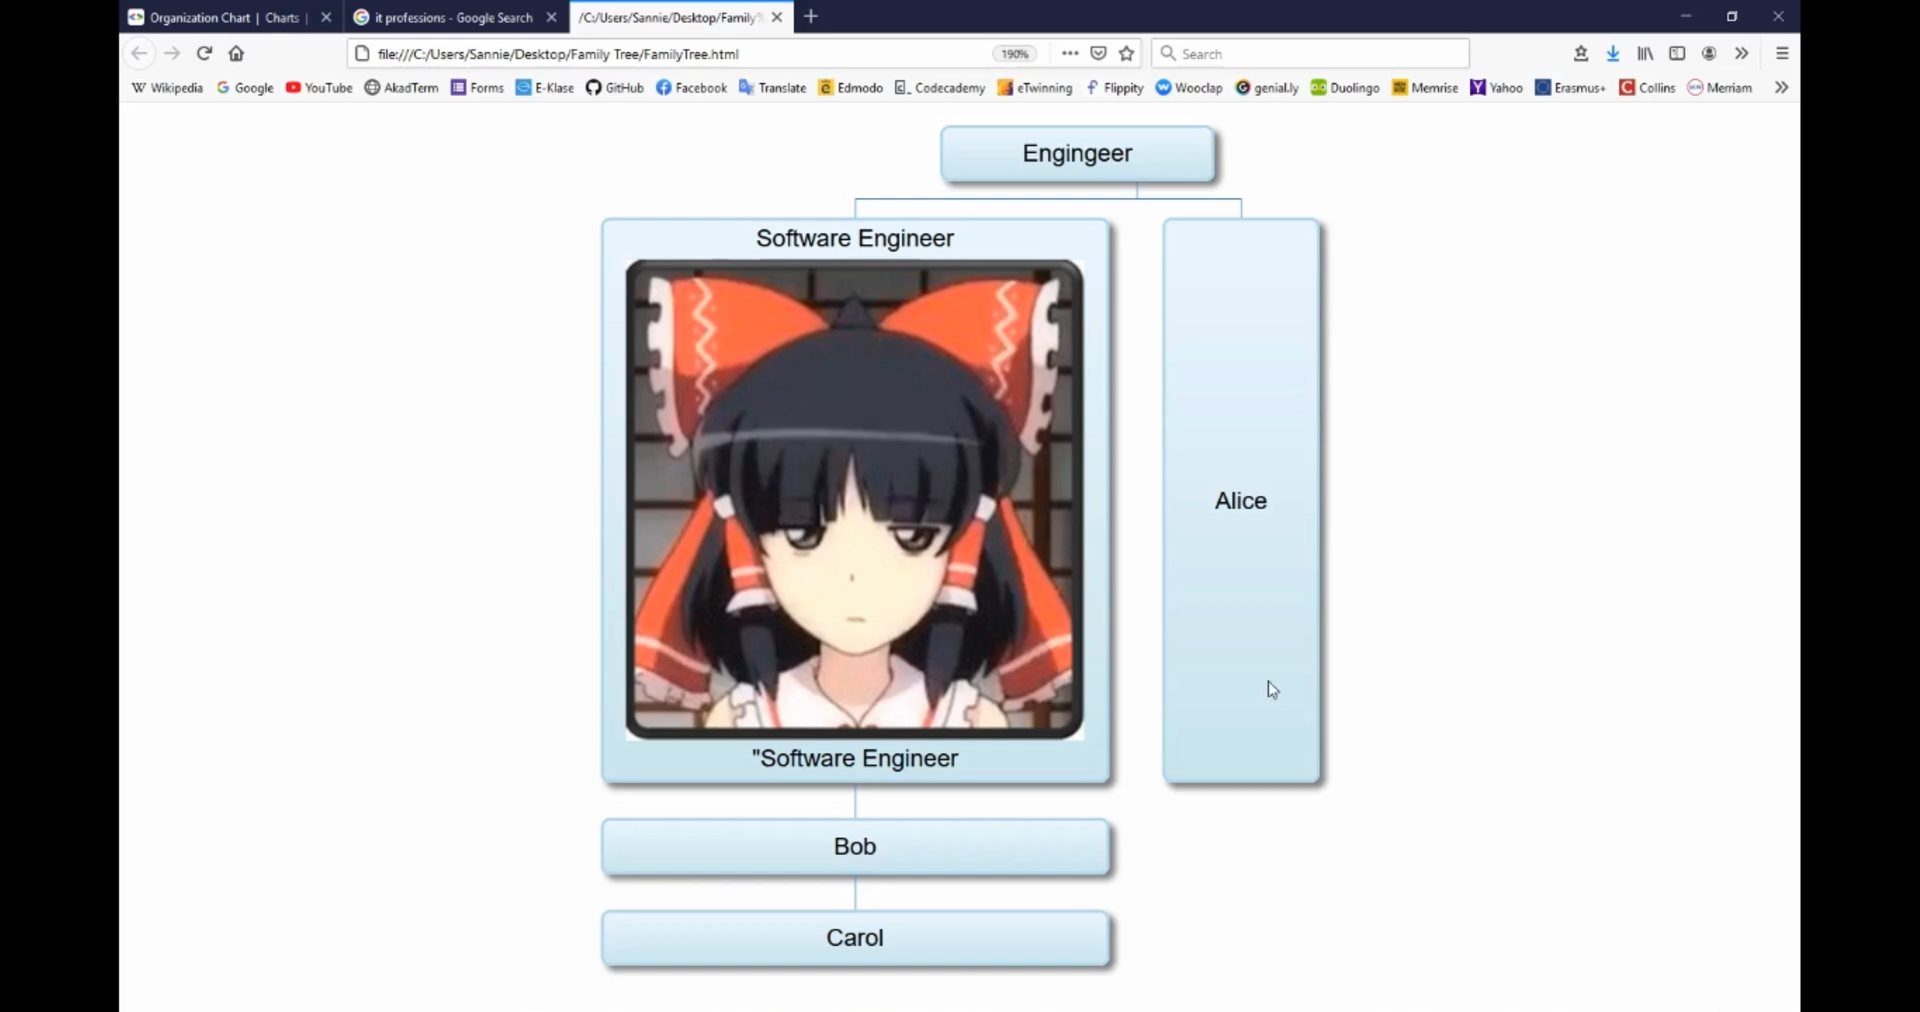 Organization Chart | Charts |
it professions - Google Search
/C:/Users/Sannie/Desktop/Family%
file:///C:/Users/Sannie/Desktop/Family Tree/FamilyTree.html
190%
Search
Wikipedia
Google
YouTube
AkadTerm
Forms
E-Klase
GitHub
Facebook
Translate
Edmodo
Codecademy
eTwinning
Flippity
Wooclap
genial.ly
Duolingo
Memrise
Yahoo
Erasmus+
Collins
Merriam
Engingeer
Software Engineer
Alice
"Software Engineer
Bob
Carol